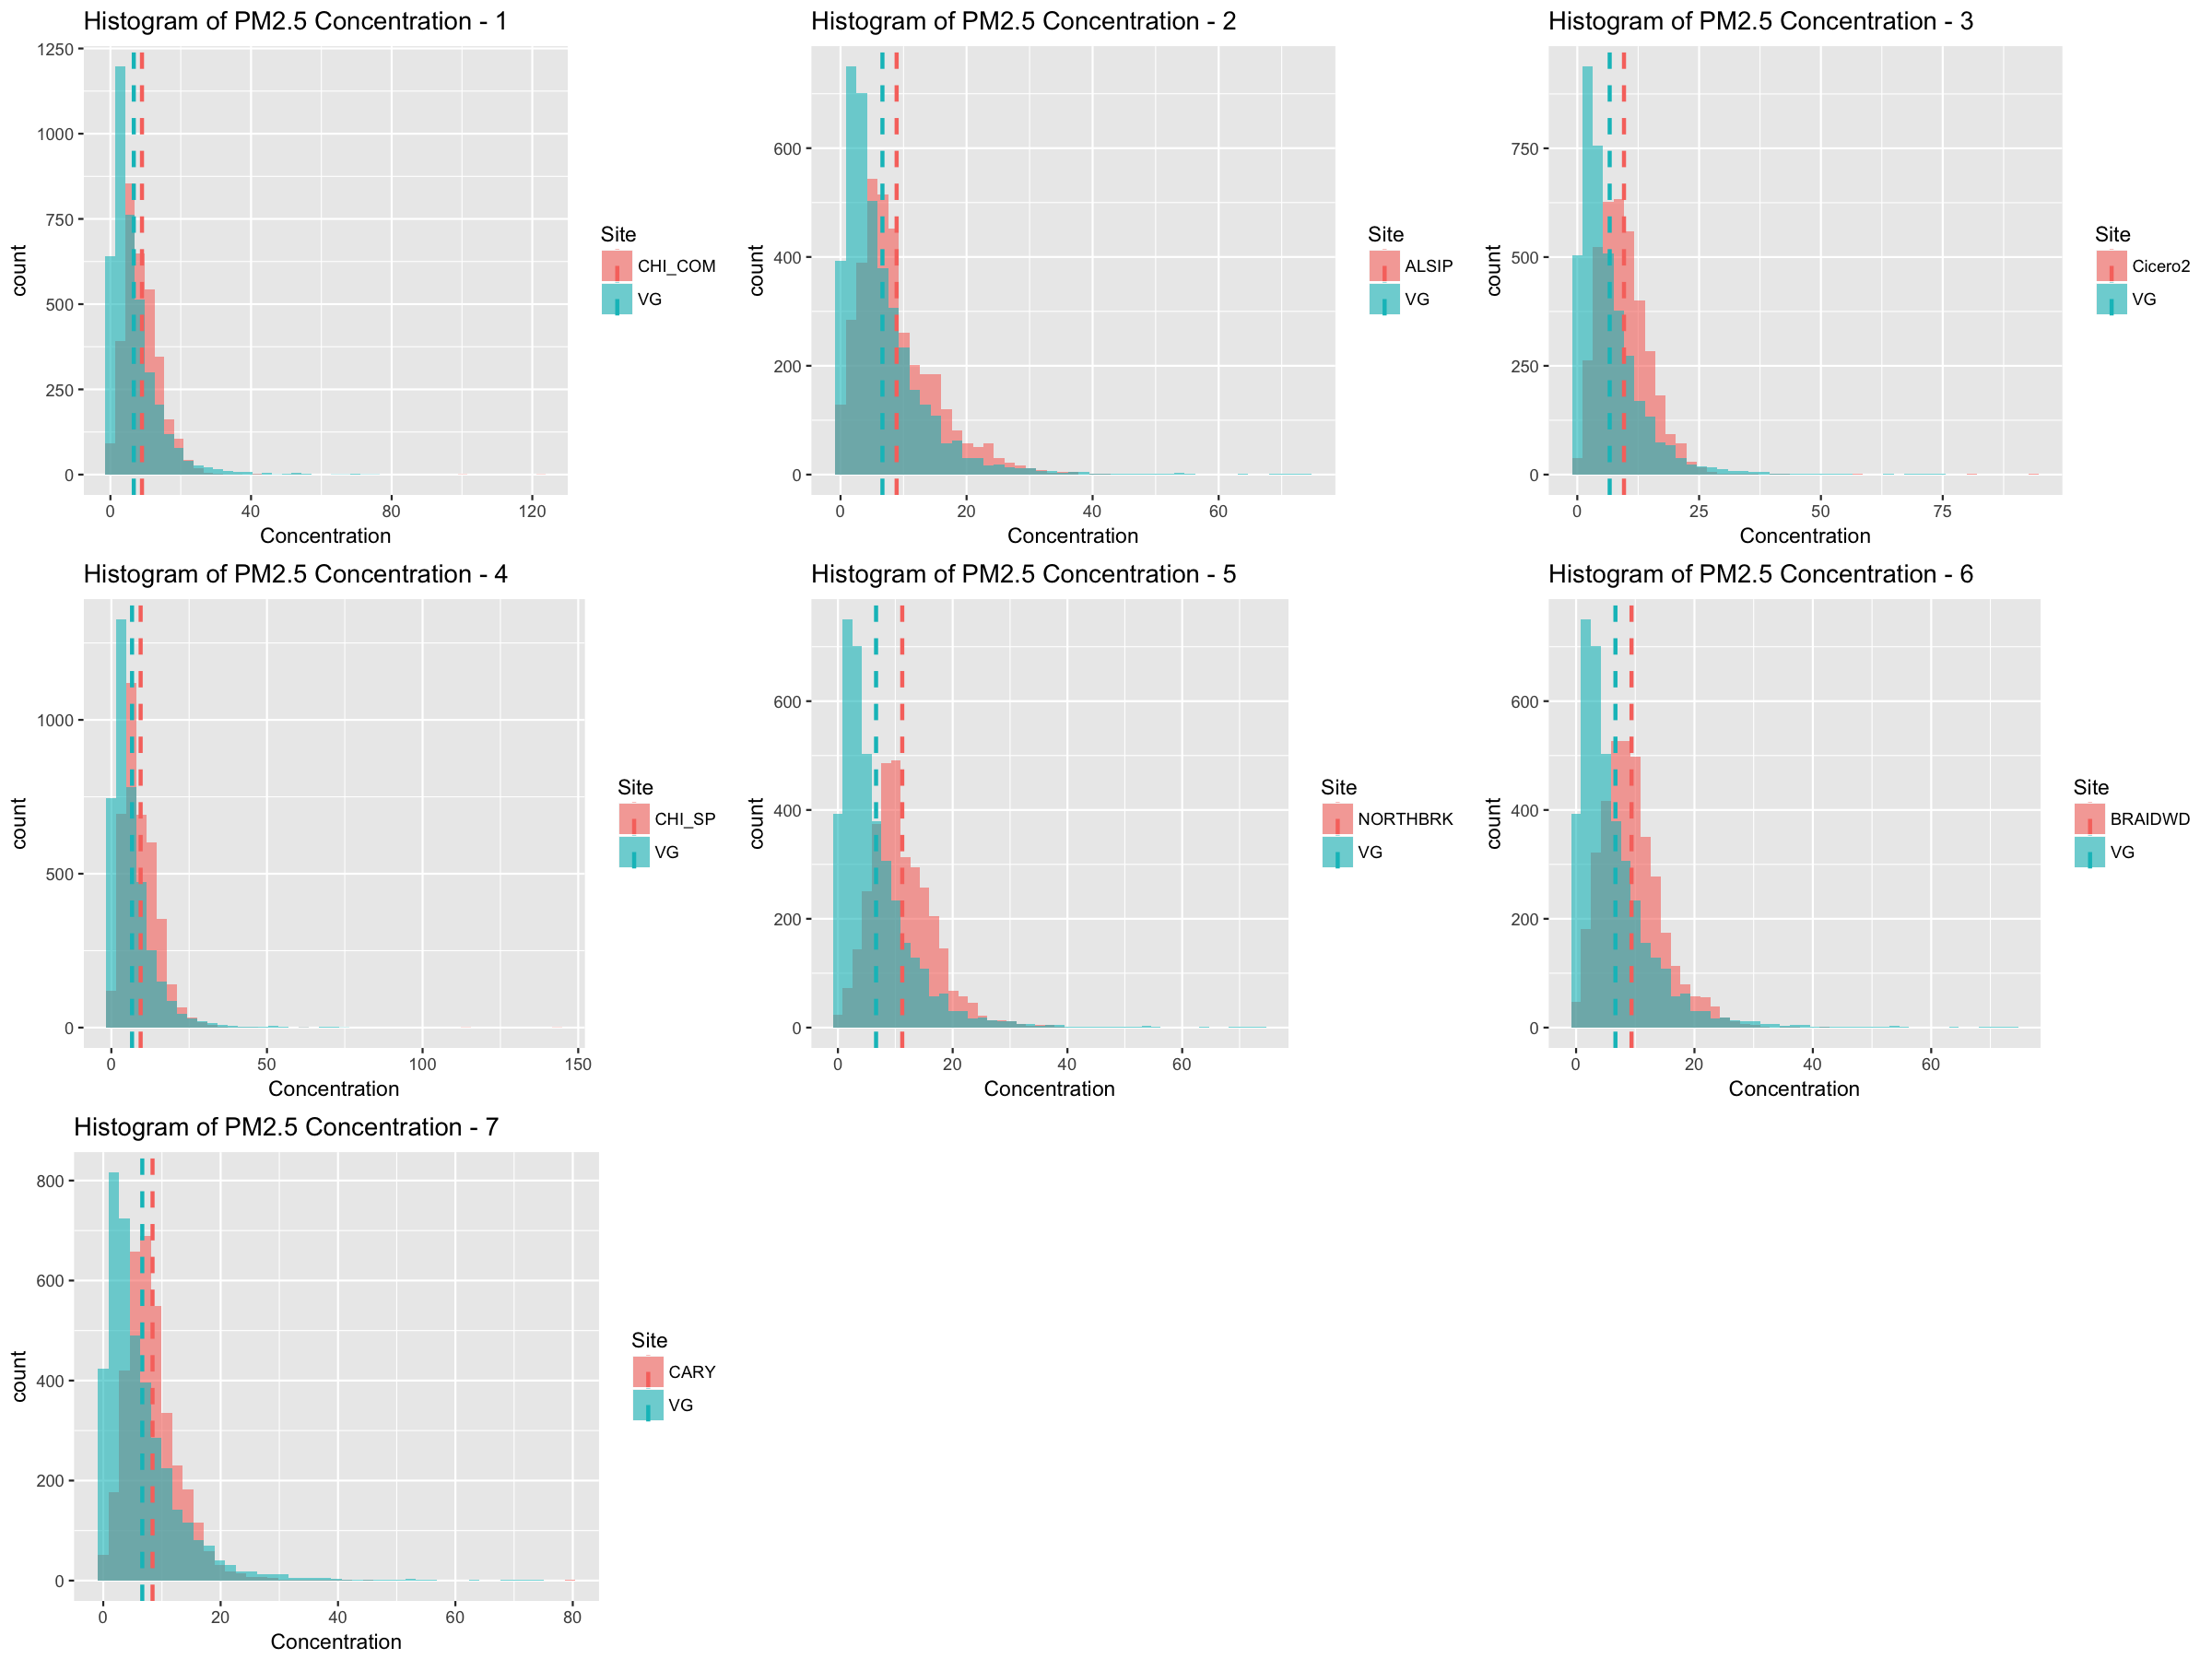 Histogram of PM2.5 Concentration - 1
1250
1000
750
500
250
0
count
0 40 80 120
Concentration
Site
CHI_COM
VG
Histogram of PM2.5 Concentration - 2
600
400
200
0
count
0 20 40 60
Concentration
Site
ALSIP
VG
Histogram of PM2.5 Concentration - 3
750
500
250
0
count
0 25 50 75
Concentration
Site
Cicero2
VG
Histogram of PM2.5 Concentration - 4
1000
500
0
count
0 50 100 150
Concentration
Site
CHI_SP
VG
Histogram of PM2.5 Concentration - 5
600
400
200
0
count
0 20 40 60
Concentration
Site
NORTHBRK
VG
Histogram of PM2.5 Concentration - 6
600
400
200
0
count
0 20 40 60
Concentration
Site
BRAIDWD
VG
Histogram of PM2.5 Concentration - 7
800
600
400
200
0
count
0 20 40 60 80
Concentration
Site
CARY
VG